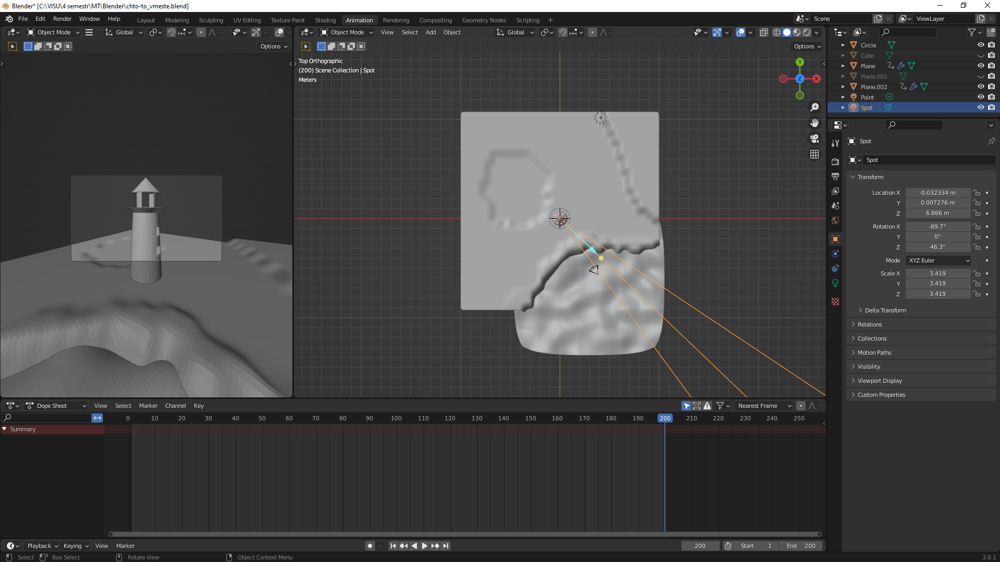 Blender* [C:\VISU\4 semestr\MT\Blender\chto-to_vmeste.blend]
File Edit Render Window Help Layout Modeling Sculpting UV Editing Texture Paint Shading Animation Rendering Compositing Geometry Nodes Scripting + Scene ViewLayer
Object Mode Global Object Mode View Select Add Object Global
Options Options
Top Orthographic
(200) Scene Collection | Spot
Meters
Y
Z
X
Circle
Cube
Plane
Plane.001
Plane.002
Point
Spot
Spot
Spot
Transform
Location X -0.032334 m
Y 0.007276 m
Z 6.866 m
Rotation X -89.7°
Y 0°
Z 46.3°
Mode XYZ Euler
Scale X 3.419
Y 3.419
Z 3.419
Delta Transform
Relations
Collections
Motion Paths
Visibility
Viewport Display
Custom Properties
Dope Sheet View Select Marker Channel Key Nearest Frame
0 10 20 30 40 50 60 70 80 90 100 110 120 130 140 150 160 170 180 190 200 210 220 230 240 250
Summary
Playback Keying View Marker 200 Start 1 End 200
Select Box Select Rotate View Object Context Menu 3.0.1